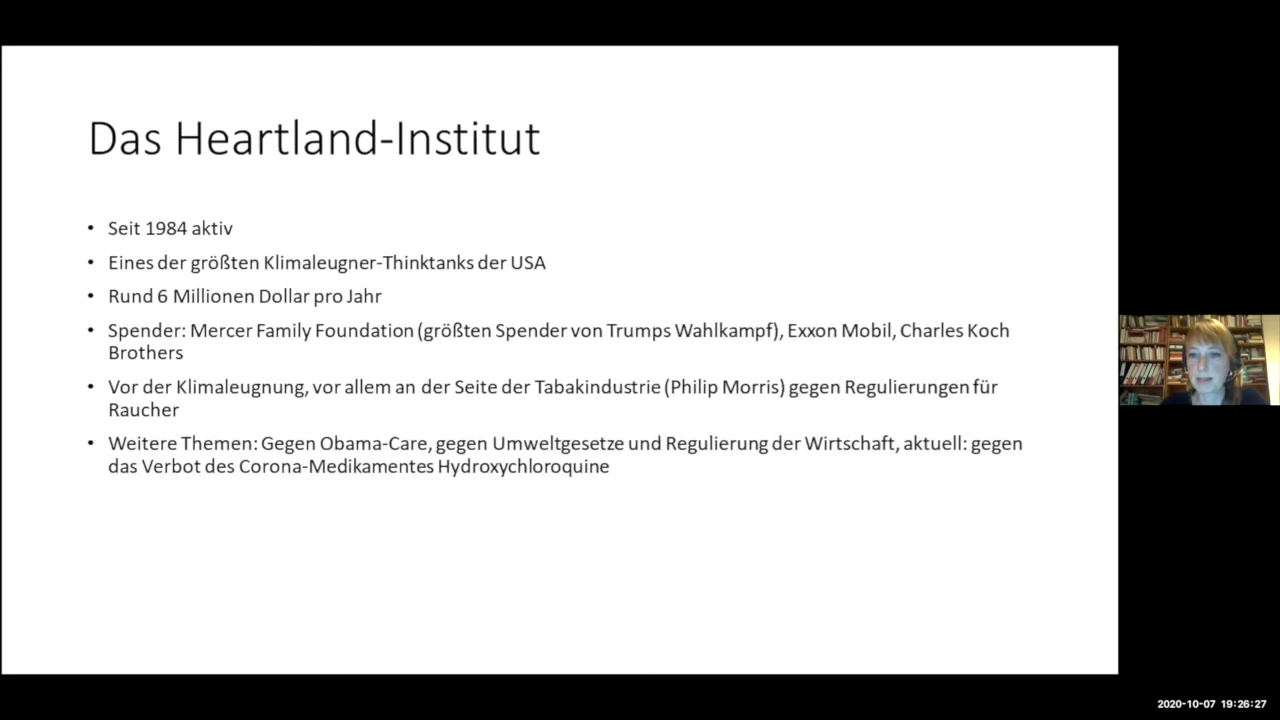 Das Heartland-Institut
• Seit 1984 aktiv
• Eines der größten Klimaleugner-Thinktanks der USA
• Rund 6 Millionen Dollar pro Jahr
• Spender: Mercer Family Foundation (größten Spender von Trumps Wahlkampf), Exxon Mobil, Charles Koch
Brothers
• Vor der Klimaleugnung, vor allem an der Seite der Tabakindustrie (Philip Morris) gegen Regulierungen für
Raucher
• Weitere Themen: Gegen Obama-Care, gegen Umweltgesetze und Regulierung der Wirtschaft, aktuell: gegen
das Verbot des Corona-Medikamentes Hydroxychloroquine
2020-10-07 19:26:27